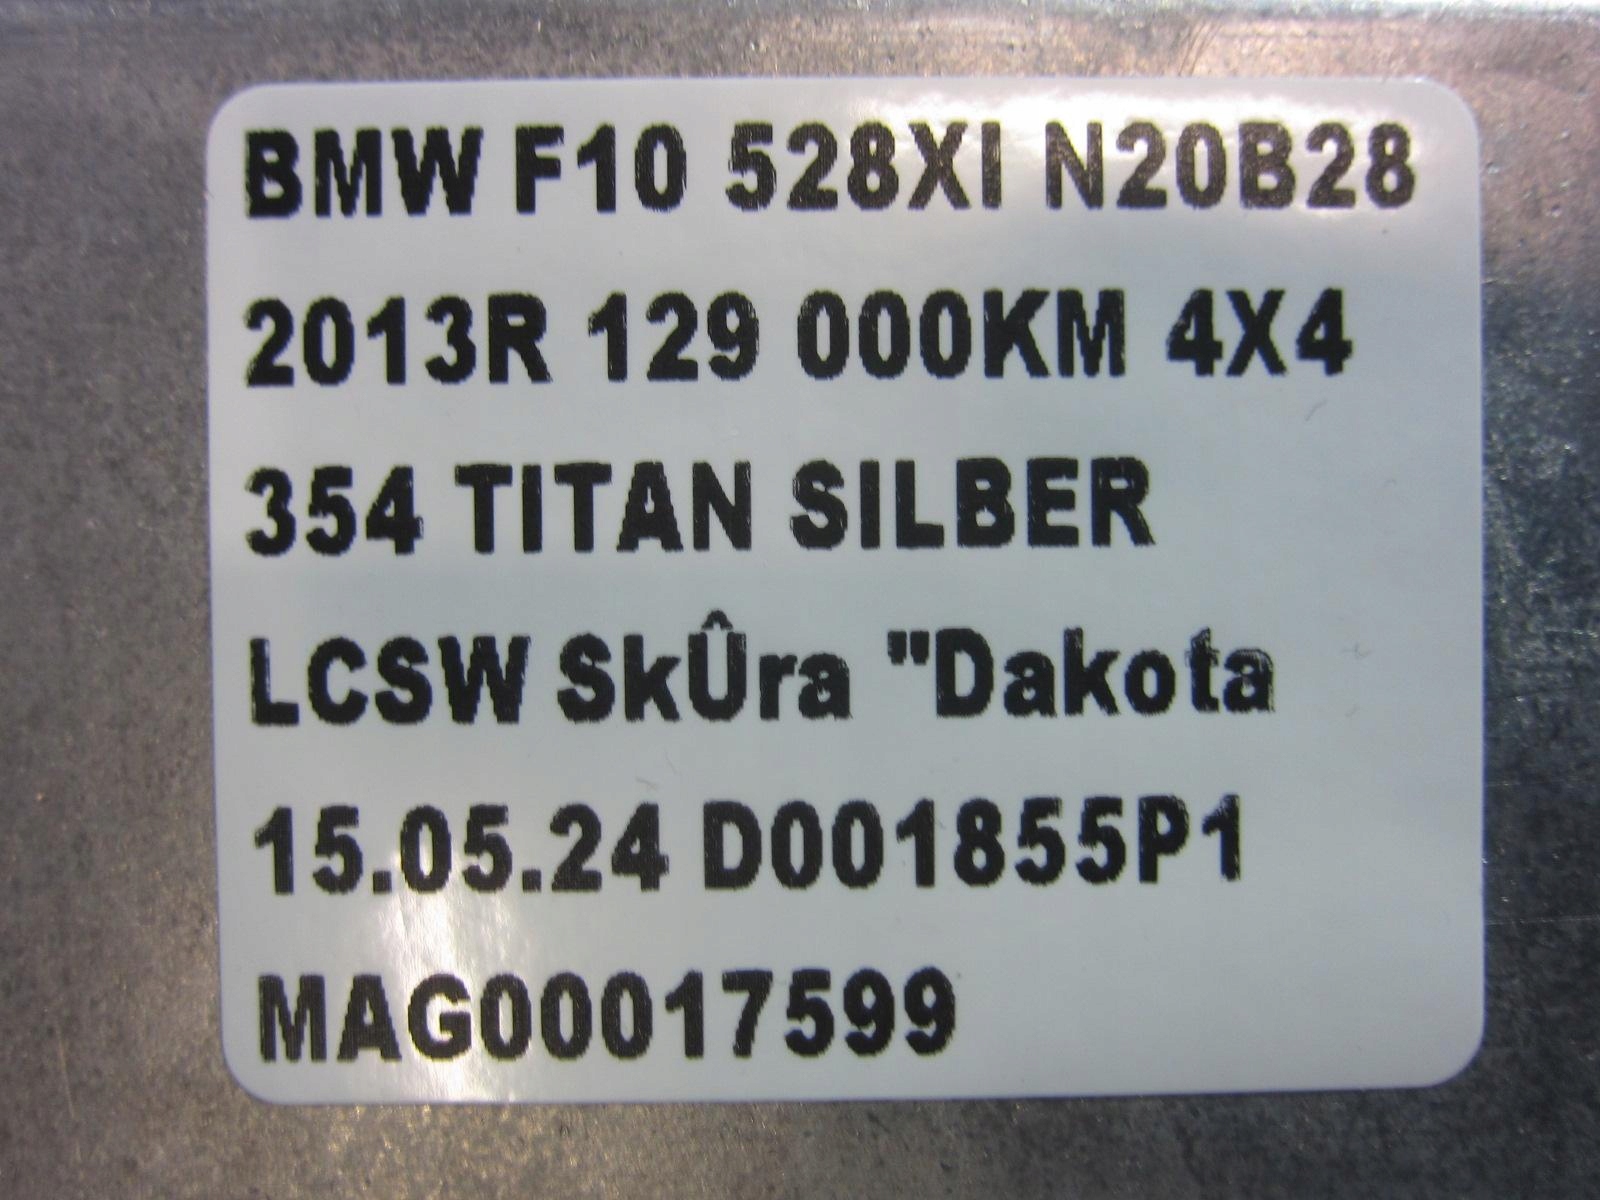 BMW F10 528XI N20B28
2013R 129 000KM 4X4
354 TITAN SILBER
LCSW SkÛra "Dakota
15.05.24 D001855P1
MAG00017599